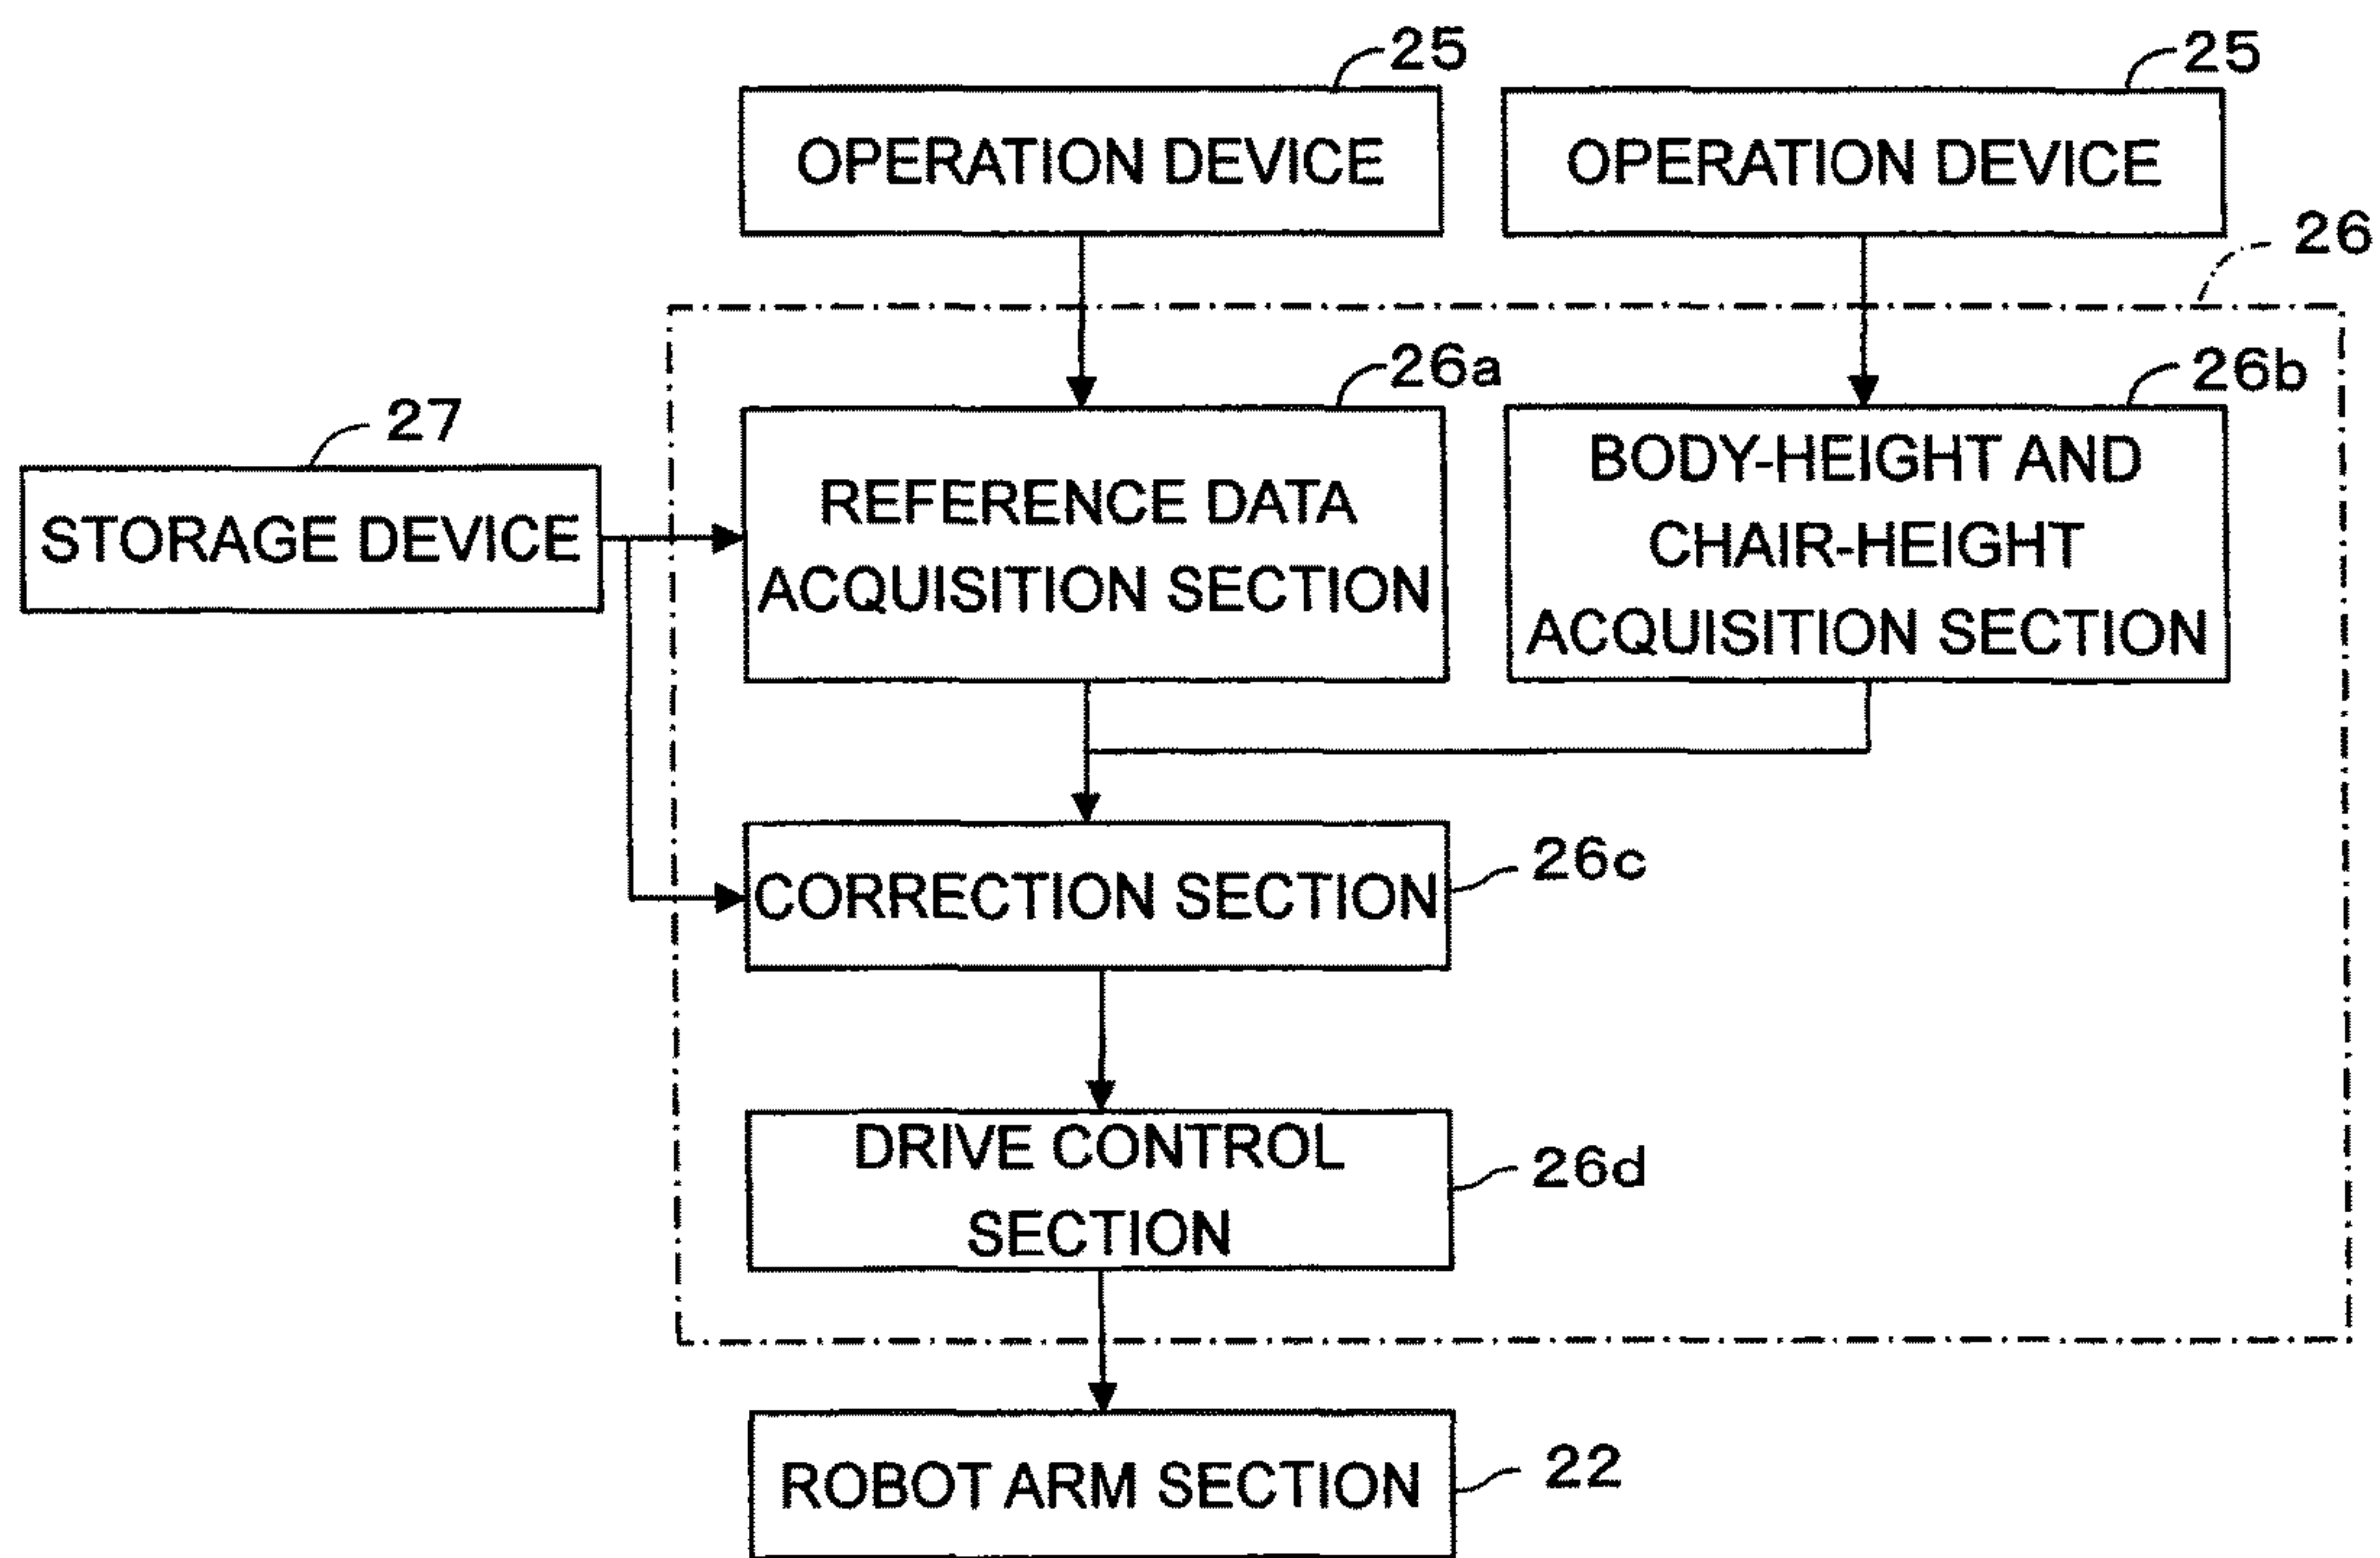 25
25
OPERATION DEVICE
OPERATION DEVICE
26
26a
26b
27
STORAGE DEVICE
REFERENCE DATA
ACQUISITION SECTION
BODY-HEIGHT AND
CHAIR-HEIGHT
ACQUISITION SECTION
CORRECTION SECTION
26c
DRIVE CONTROL
SECTION
26d
ROBOT ARM SECTION
22